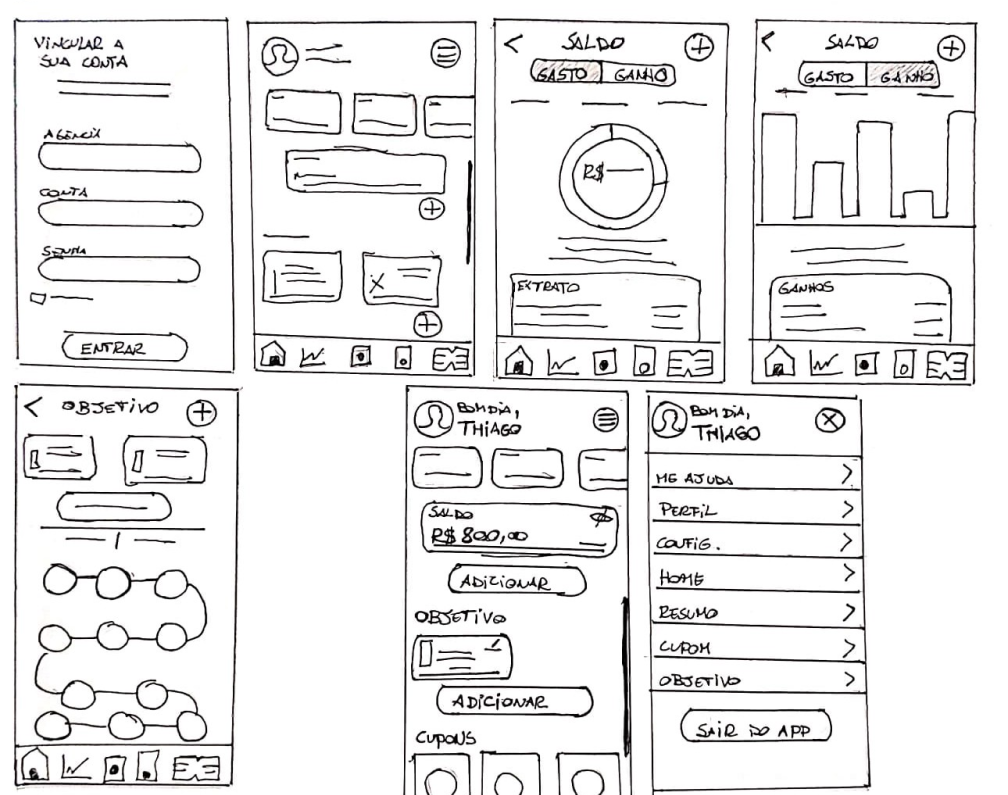 VINCULAR A
SUA CONTA
AGENCIA
CONTA
SENHA
ENTRAR
SALDO
GASTO GANHO
R$
EXTRATO
SALDO
GASTO GANHO
GANHOS
OBJETIVO
BOM DIA,
THIAGO
SALDO
R$ 800,00
ADICIONAR
OBJETIVO
ADICIONAR
CUPONS
BOM DIA,
THIAGO
ME AJUDA
PERFIL
CONFIG.
HOME
RESUMO
CUPOM
OBJETIVO
SAIR DO APP